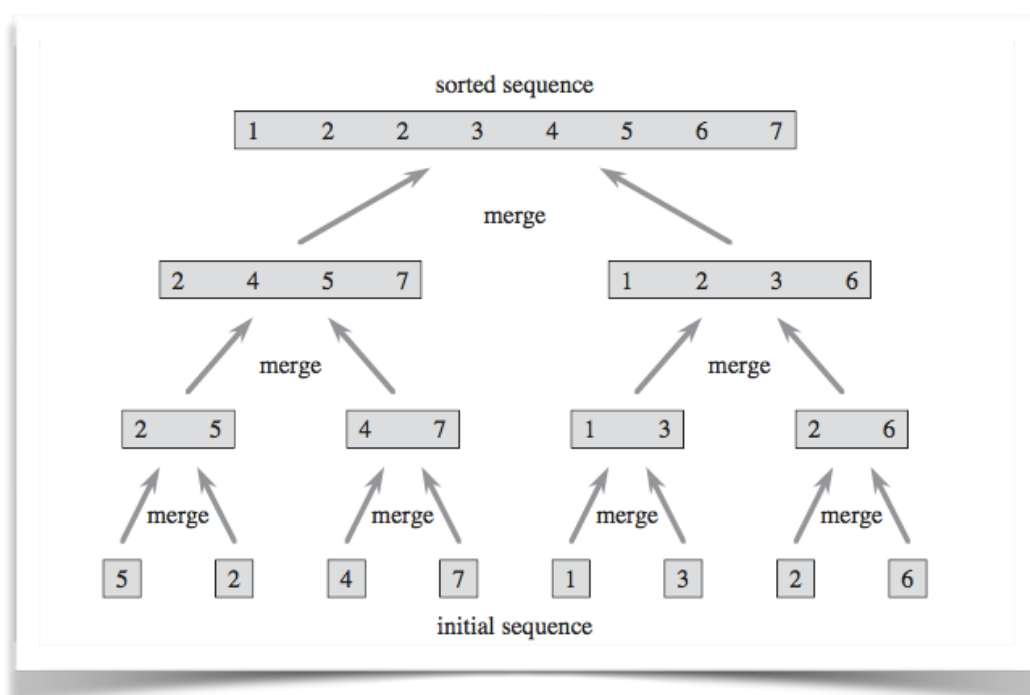 sorted sequence
1 2 2 3 4 5 6 7
merge
2 4 5 7 1 2 3 6
merge merge
2 5 4 7 1 3 2 6
merge merge merge merge
5 2 4 7 1 3 2 6
initial sequence